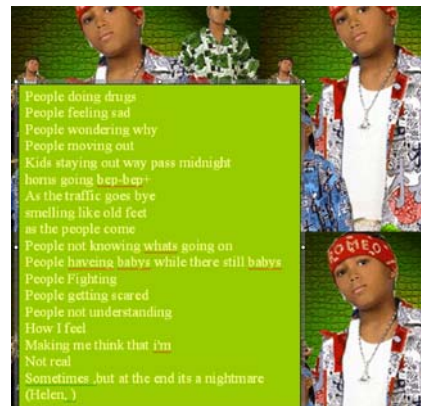 People doing drugs
People feeling sad
People wondering why
People moving out
Kids staying out way pass midnight
horns going bep-bep+
As the traffic goes bye
smelling like old feet
as the people come
People not knowing whats going on
People haveing babys while there still babys
People Fighting
People getting scared
People not understanding
How I feel
Making me think that i'm
Not real
Sometimes ,but at the end its a nightmare
(Helen, )
ROMEO